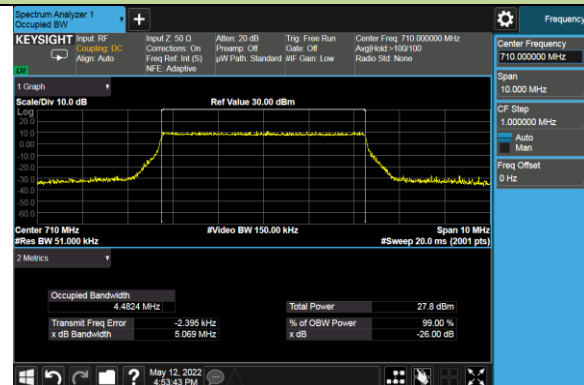 Spectrum Analyzer 1
Occupied BW
Frequency
KEYSIGHT
Input: RF
Coupling: DC
Align: Auto
Input Z: 50 Ω
Corrections: On
Freq Ref: Int (S)
NFE: Adaptive
Atten: 20 dB
Preamp: Off
µW Path: Standard
Trig: Free Run
Gate: Off
#IF Gain: Low
Center Freq: 710.000000 MHz
Avg|Hold:>100/100
Radio Std: None
Center Frequency
710.000000 MHz
Span
10.000 MHz
CF Step
1.000000 MHz
Auto
Man
Freq Offset
0 Hz
1 Graph
Scale/Div 10.0 dB
Ref Value 30.00 dBm
Log
20.0
10.0
0.00
-10.0
-20.0
-30.0
-40.0
-50.0
-60.0
Center 710 MHz
#Video BW 150.00 kHz
Span 10 MHz
#Res BW 51.000 kHz
#Sweep 20.0 ms (2001 pts)
2 Metrics
Occupied Bandwidth
4.4824 MHz
Total Power
27.8 dBm
Transmit Freq Error
-2.395 kHz
% of OBW Power
99.00 %
x dB Bandwidth
5.069 MHz
x dB
-26.00 dB
?
May 12, 2022
4:53:43 PM